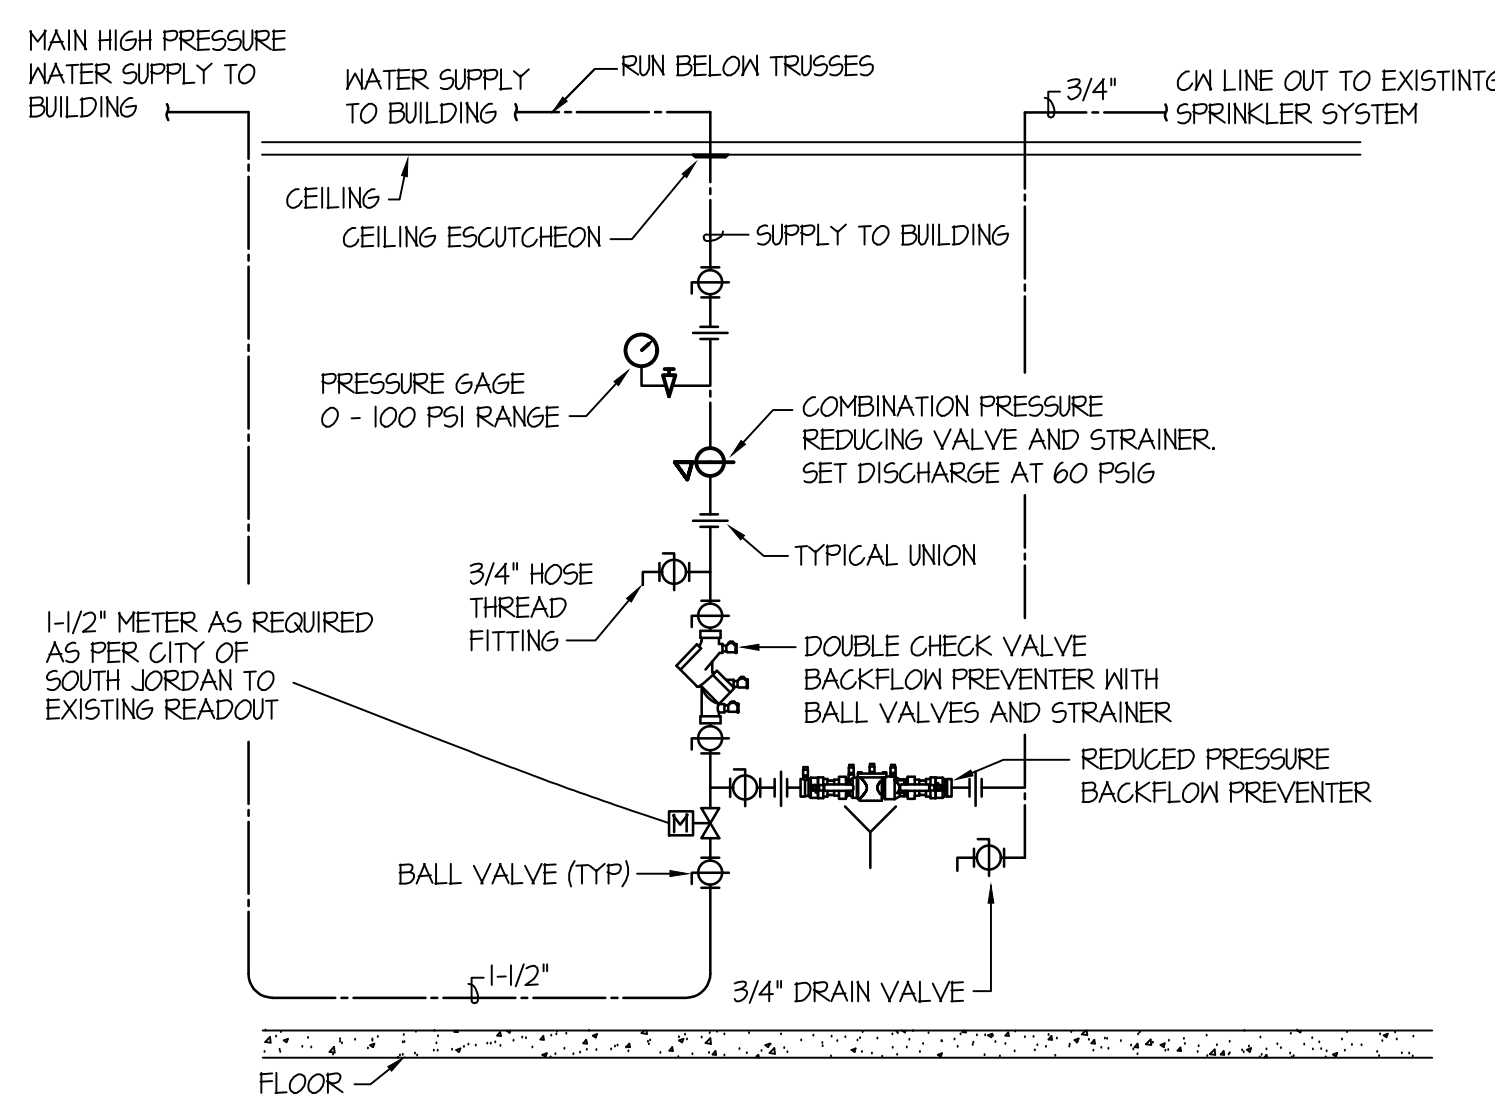 MAIN HIGH PRESSURE
WATER SUPPLY TO
BUILDING
WATER SUPPLY
TO BUILDING
RUN BELOW TRUSSES
3/4"
CW LINE OUT TO EXISTINTG
SPRINKLER SYSTEM
CEILING
CEILING ESCUTCHEON
SUPPLY TO BUILDING
PRESSURE GAGE
0 - 100 PSI RANGE
COMBINATION PRESSURE
REDUCING VALVE AND STRAINER.
SET DISCHARGE AT 60 PSIG
TYPICAL UNION
3/4" HOSE
THREAD
FITTING
1-1/2" METER AS REQUIRED
AS PER CITY OF
SOUTH JORDAN TO
EXISTING READOUT
DOUBLE CHECK VALVE
BACKFLOW PREVENTER WITH
BALL VALVES AND STRAINER
REDUCED PRESSURE
BACKFLOW PREVENTER
M
BALL VALVE (TYP)
1-1/2"
3/4" DRAIN VALVE
FLOOR